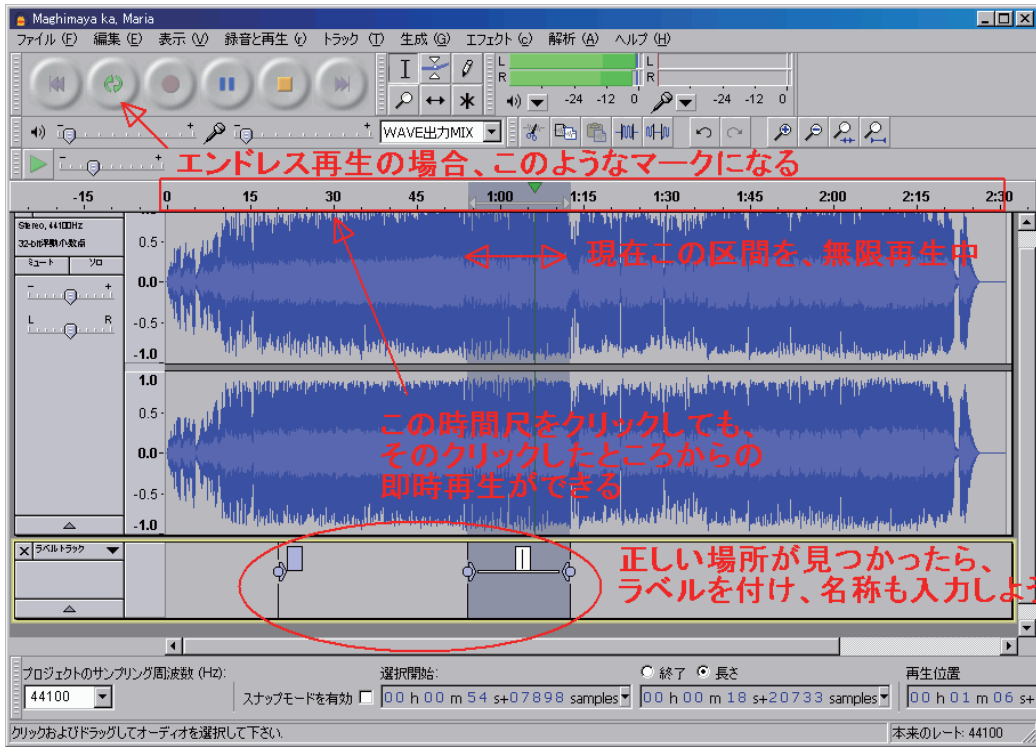 Maghimaya ka, Maria
ファイル (F) 編集 (E) 表示 (V) 録音と再生 (r) トラック (T) 生成 (G) エフェクト (c) 解析 (A) ヘルプ (H)
L
R
L
R
-24 -12 0
-24 -12 0
- +
- +
WAVE出力MIX
- +
エンドレス再生の場合、このようなマークになる
-15 0 15 30 45 1:00 1:15 1:30 1:45 2:00 2:15 2:30
Stereo, 44100Hz
32-bit浮動小数点
ミュート ソロ
- +
L R
0.5
0.0
-0.5
-1.0
現在この区間を、無限再生中
1.0
0.5
0.0
-0.5
-1.0
この時間尺をクリックしても、
そのクリックしたところからの
即時再生ができる
ラベルトラック
正しい場所が見つかったら、
ラベルを付け、名称も入力しよう
プロジェクトのサンプリング周波数 (Hz): 選択開始: 終了 長さ 再生位置
44100 スナップモードを有効 00 h 00 m 54 s+07898 samples 00 h 00 m 18 s+20733 samples 00 h 01 m 06 s+
クリックおよびドラッグしてオーディオを選択して下さい. 本来のレート: 44100